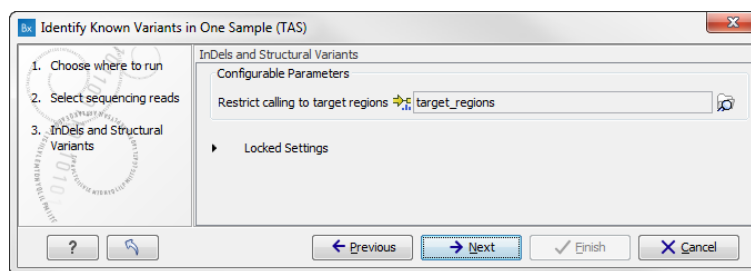 Bx Identify Known Variants in One Sample (TAS)
1. Choose where to run
2. Select sequencing reads
3. InDels and Structural
Variants
InDels and Structural Variants
Configurable Parameters
Restrict calling to target regions target_regions
Locked Settings
? Previous Next Finish Cancel